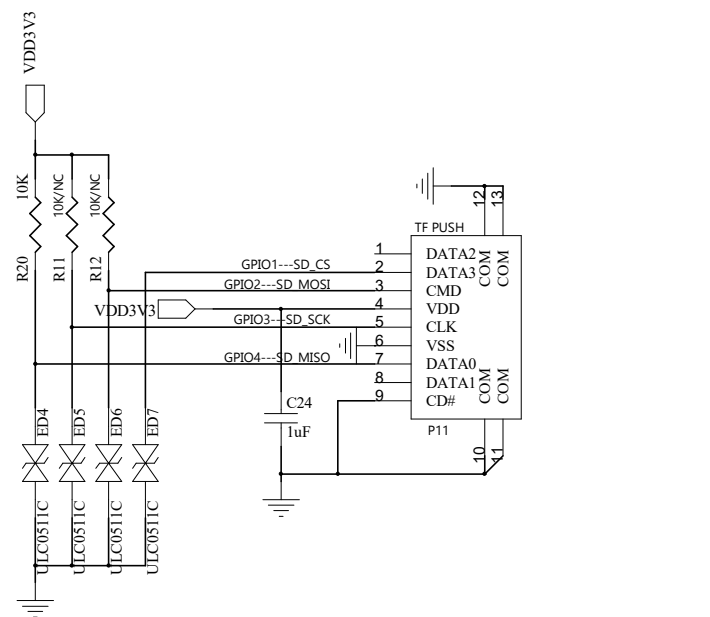 VDD3V3
10K
10K/NC
10K/NC
R20
R11
R12
12
13
TF PUSH
COM
COM
1
DATA2
GPIO1---SD_CS
2
DATA3
GPIO2---SD_MOSI
3
CMD
VDD3V3
4
VDD
GPIO3---SD_SCK
5
CLK
6
VSS
GPIO4---SD_MISO
7
DATA0
8
DATA1
9
CD#
COM
COM
P11
10
11
C24
1uF
ED4
ED5
ED6
ED7
ULC0511C
ULC0511C
ULC0511C
ULC0511C